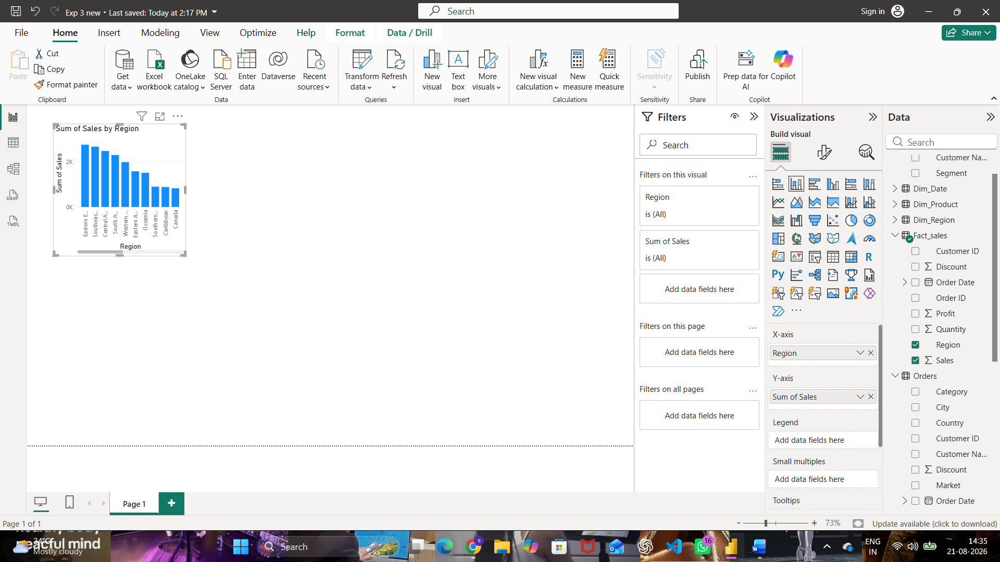 Exp 3 new • Last saved: Today at 2:17 PM
Search
Sign in
File
Home
Insert
Modeling
View
Optimize
Help
Format
Data / Drill
Share
Paste
Cut
Copy
Format painter
Clipboard
Get data
Excel workbook
OneLake catalog
SQL Server
Enter data
Dataverse
Recent sources
Data
Transform data
Refresh
Queries
New visual
Text box
More visuals
Insert
New visual calculation
New measure
Quick measure
Calculations
Sensitivity
Sensitivity
Publish
Share
Prep data for AI
Copilot
Copilot
Sum of Sales by Region
Sum of Sales
2K
0K
Eastern E...
Southeas...
Central A...
South A...
Western ...
Eastern A...
Oceania
Southern...
Caribbean
Canada
Region
Filters
Search
Filters on this visual
...
Region
is (All)
Sum of Sales
is (All)
Add data fields here
Filters on this page
...
Add data fields here
Filters on all pages
...
Add data fields here
Visualizations
Build visual
123
R
Py
...
X-axis
Region
Y-axis
Sum of Sales
Legend
Add data fields here
Small multiples
Add data fields here
Tooltips
Data
Search
Customer Na...
Segment
Dim_Date
Dim_Product
Dim_Region
Fact_sales
Customer ID
Discount
Order Date
Order ID
Profit
Quantity
Region
Sales
Orders
Category
City
Country
Customer ID
Customer Na...
Discount
Market
Order Date
DAX
TMDL
Page 1
Page 1 of 1
- + 73%
Update available (click to download)
34°C
Mostly cloudy
peaceful mind
Search
16
ENG
IN
14:35
21-08-2026